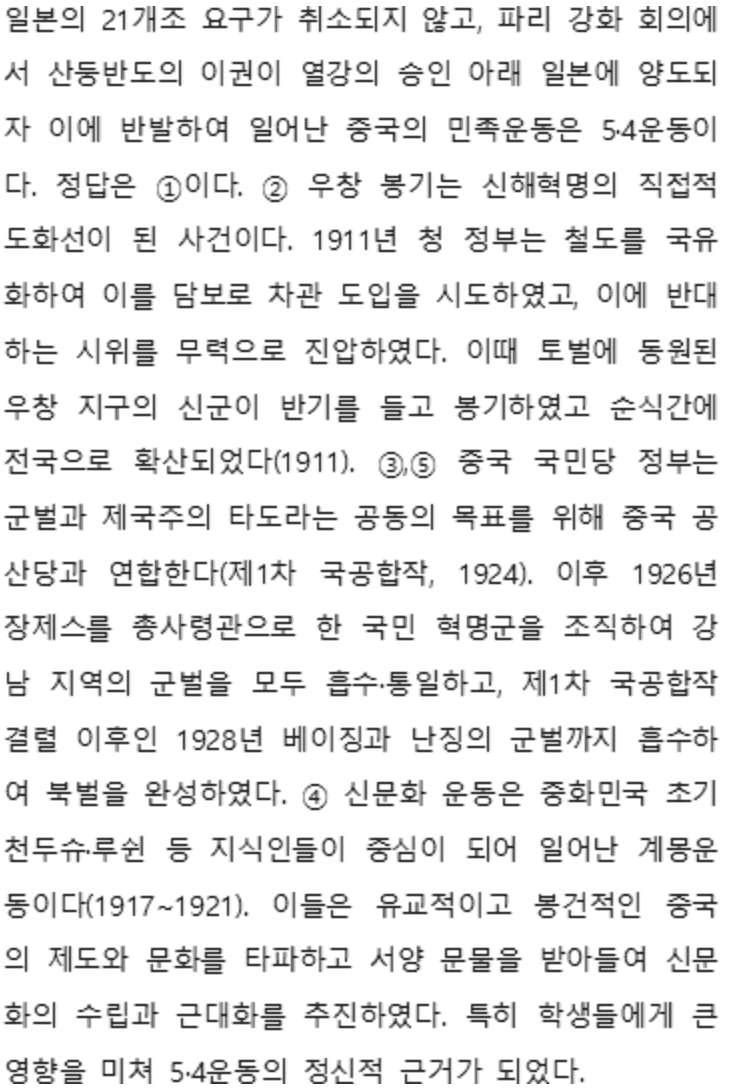 일본의 21개조 요구가 취소되지 않고, 파리 강화 회의에
서 산둥반도의 이권이 열강의 승인 아래 일본에 양도되
자 이에 반발하여 일어난 중국의 민족운동은 5·4운동이
다. 정답은 ①이다. ② 우창 봉기는 신해혁명의 직접적
도화선이 된 사건이다. 1911년 청 정부는 철도를 국유
화하여 이를 담보로 차관 도입을 시도하였고, 이에 반대
하는 시위를 무력으로 진압하였다. 이때 토벌에 동원된
우창 지구의 신군이 반기를 들고 봉기하였고 순식간에
전국으로 확산되었다(1911). ③,⑤ 중국 국민당 정부는
군벌과 제국주의 타도라는 공동의 목표를 위해 중국 공
산당과 연합한다(제1차 국공합작, 1924). 이후 1926년
장제스를 총사령관으로 한 국민 혁명군을 조직하여 강
남 지역의 군벌을 모두 흡수·통일하고, 제1차 국공합작
결렬 이후인 1928년 베이징과 난징의 군벌까지 흡수하
여 북벌을 완성하였다. ④ 신문화 운동은 중화민국 초기
천두슈·루쉰 등 지식인들이 중심이 되어 일어난 계몽운
동이다(1917~1921). 이들은 유교적이고 봉건적인 중국
의 제도와 문화를 타파하고 서양 문물을 받아들여 신문
화의 수립과 근대화를 추진하였다. 특히 학생들에게 큰
영향을 미쳐 5·4운동의 정신적 근거가 되었다.